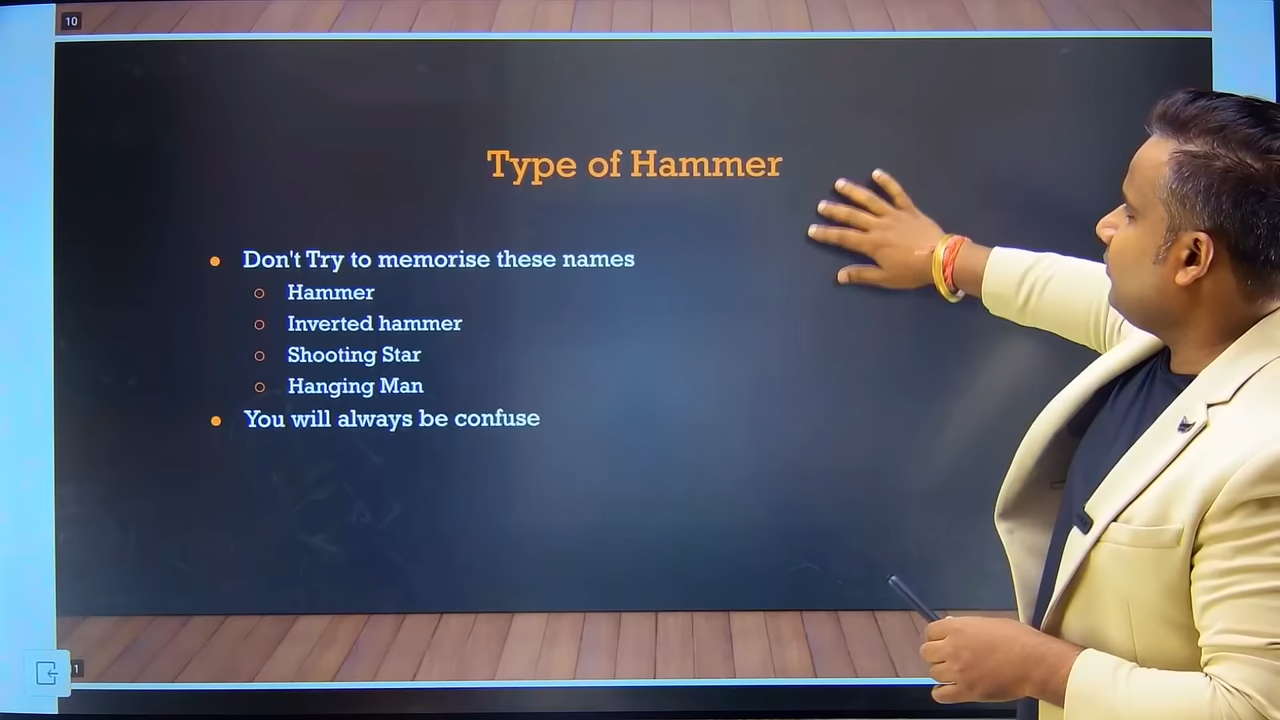 10
Type of Hammer
Don't Try to memorise these names
Hammer
Inverted hammer
Shooting Star
Hanging Man
You will always be confuse
1